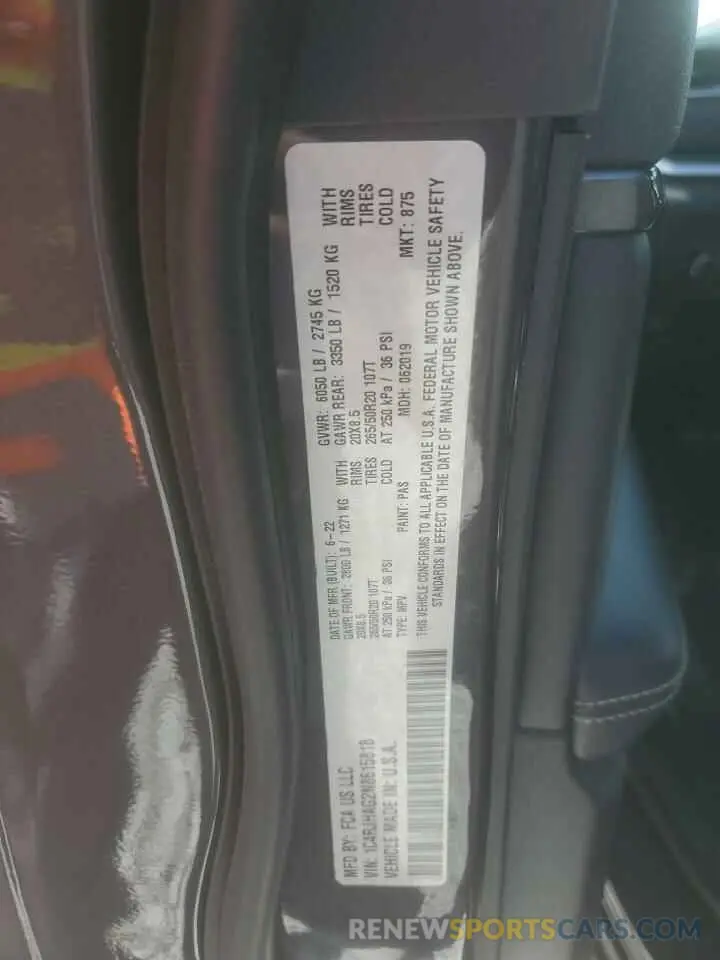 MFD BY: FCA US LLC
DATE OF MFR (BUILT): 6-22
GVWR: 6050 LB / 2745 KG
GAWR FRONT: 2800 LB / 1271 KG WITH
20X8.5 RIMS
265/50R20 107T TIRES
AT 250 kPa / 36 PSI COLD
GAWR REAR: 3350 LB / 1520 KG WITH
20X8.5 RIMS
265/50R20 107T TIRES
AT 250 kPa / 36 PSI COLD
VIN: 
TYPE: MPV PAINT: PAS MDH: 062019 MKT: 875
VEHICLE MADE IN: U.S.A.
THIS VEHICLE CONFORMS TO ALL APPLICABLE U.S.A. FEDERAL MOTOR VEHICLE SAFETY
STANDARDS IN EFFECT ON THE DATE OF MANUFACTURE SHOWN ABOVE.
RENEWSPORTSCARS.COM